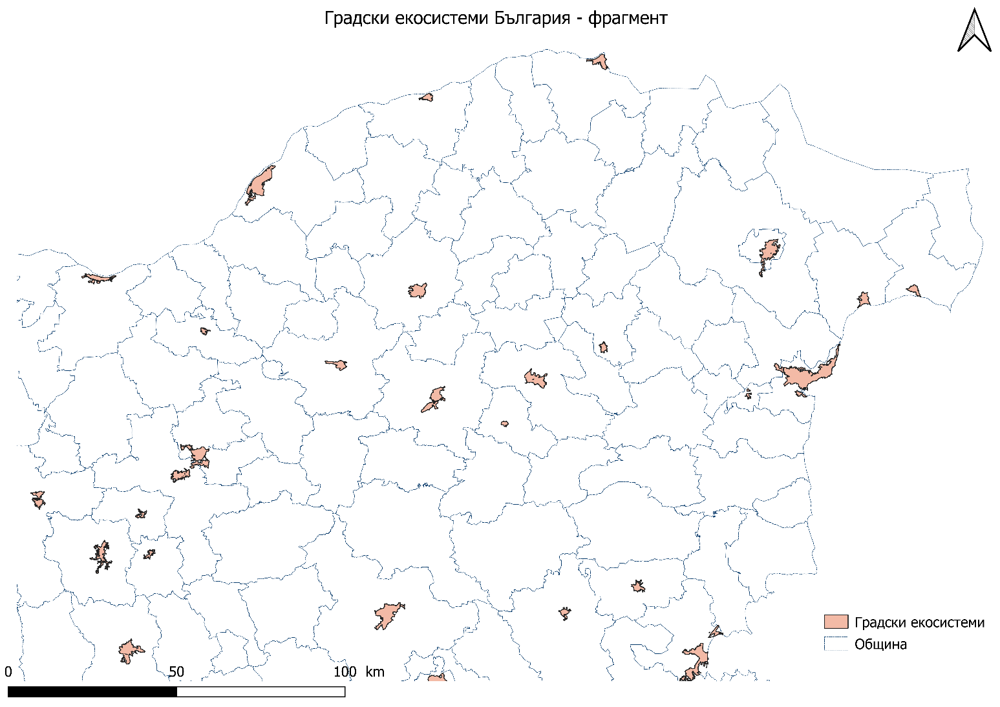 Градски екосистеми България - фрагмент
Градски екосистеми
Община
0 50 100 km